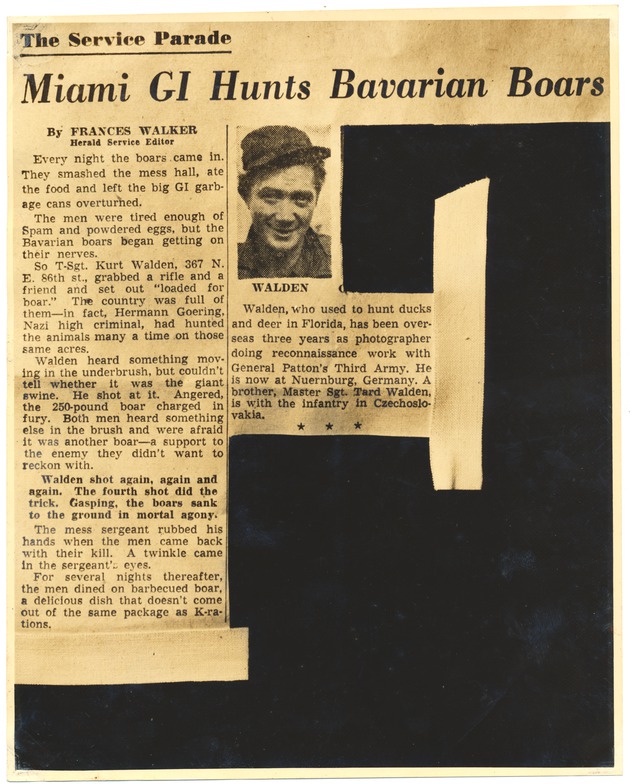 The Service Parade
Miami GI Hunts Bavarian Boars
By FRANCES WALKER
Herald Service Editor
Every night the boars came in.
They smashed the mess hall, ate
the food and left the big GI garb-
age cans overturned.
The men were tired enough of
Spam and powdered eggs, but the
Bavarian boars began getting on
their nerves.
So T-Sgt. Kurt Walden, 367 N.
E. 86th st., grabbed a rifle and a
friend and set out "loaded for
boar." The country was full of
them—in fact, Hermann Goering,
Nazi high criminal, had hunted
the animals many a time on those
same acres.
Walden heard something mov-
ing in the underbrush, but couldn't
tell whether it was the giant
swine. He shot at it. Angered,
the 250-pound boar charged in
fury. Both men heard something
else in the brush and were afraid
it was another boar—a support to
the enemy they didn't want to
reckon with.
Walden shot again, again and
again. The fourth shot did the
trick. Gasping, the boars sank
to the ground in mortal agony.
The mess sergeant rubbed his
hands when the men came back
with their kill. A twinkle came
in the sergeant's eyes.
For several nights thereafter,
the men dined on barbecued boar,
a delicious dish that doesn't come
out of the same package as K-ra-
tions.
WALDEN
Walden, who used to hunt ducks
and deer in Florida, has been over-
seas three years as photographer
doing reconnaissance work with
General Patton's Third Army. He
is now at Nuernburg, Germany. A
brother, Master Sgt. Tard Walden,
is with the infantry in Czechoslo-
vakia.
★ ★ ★